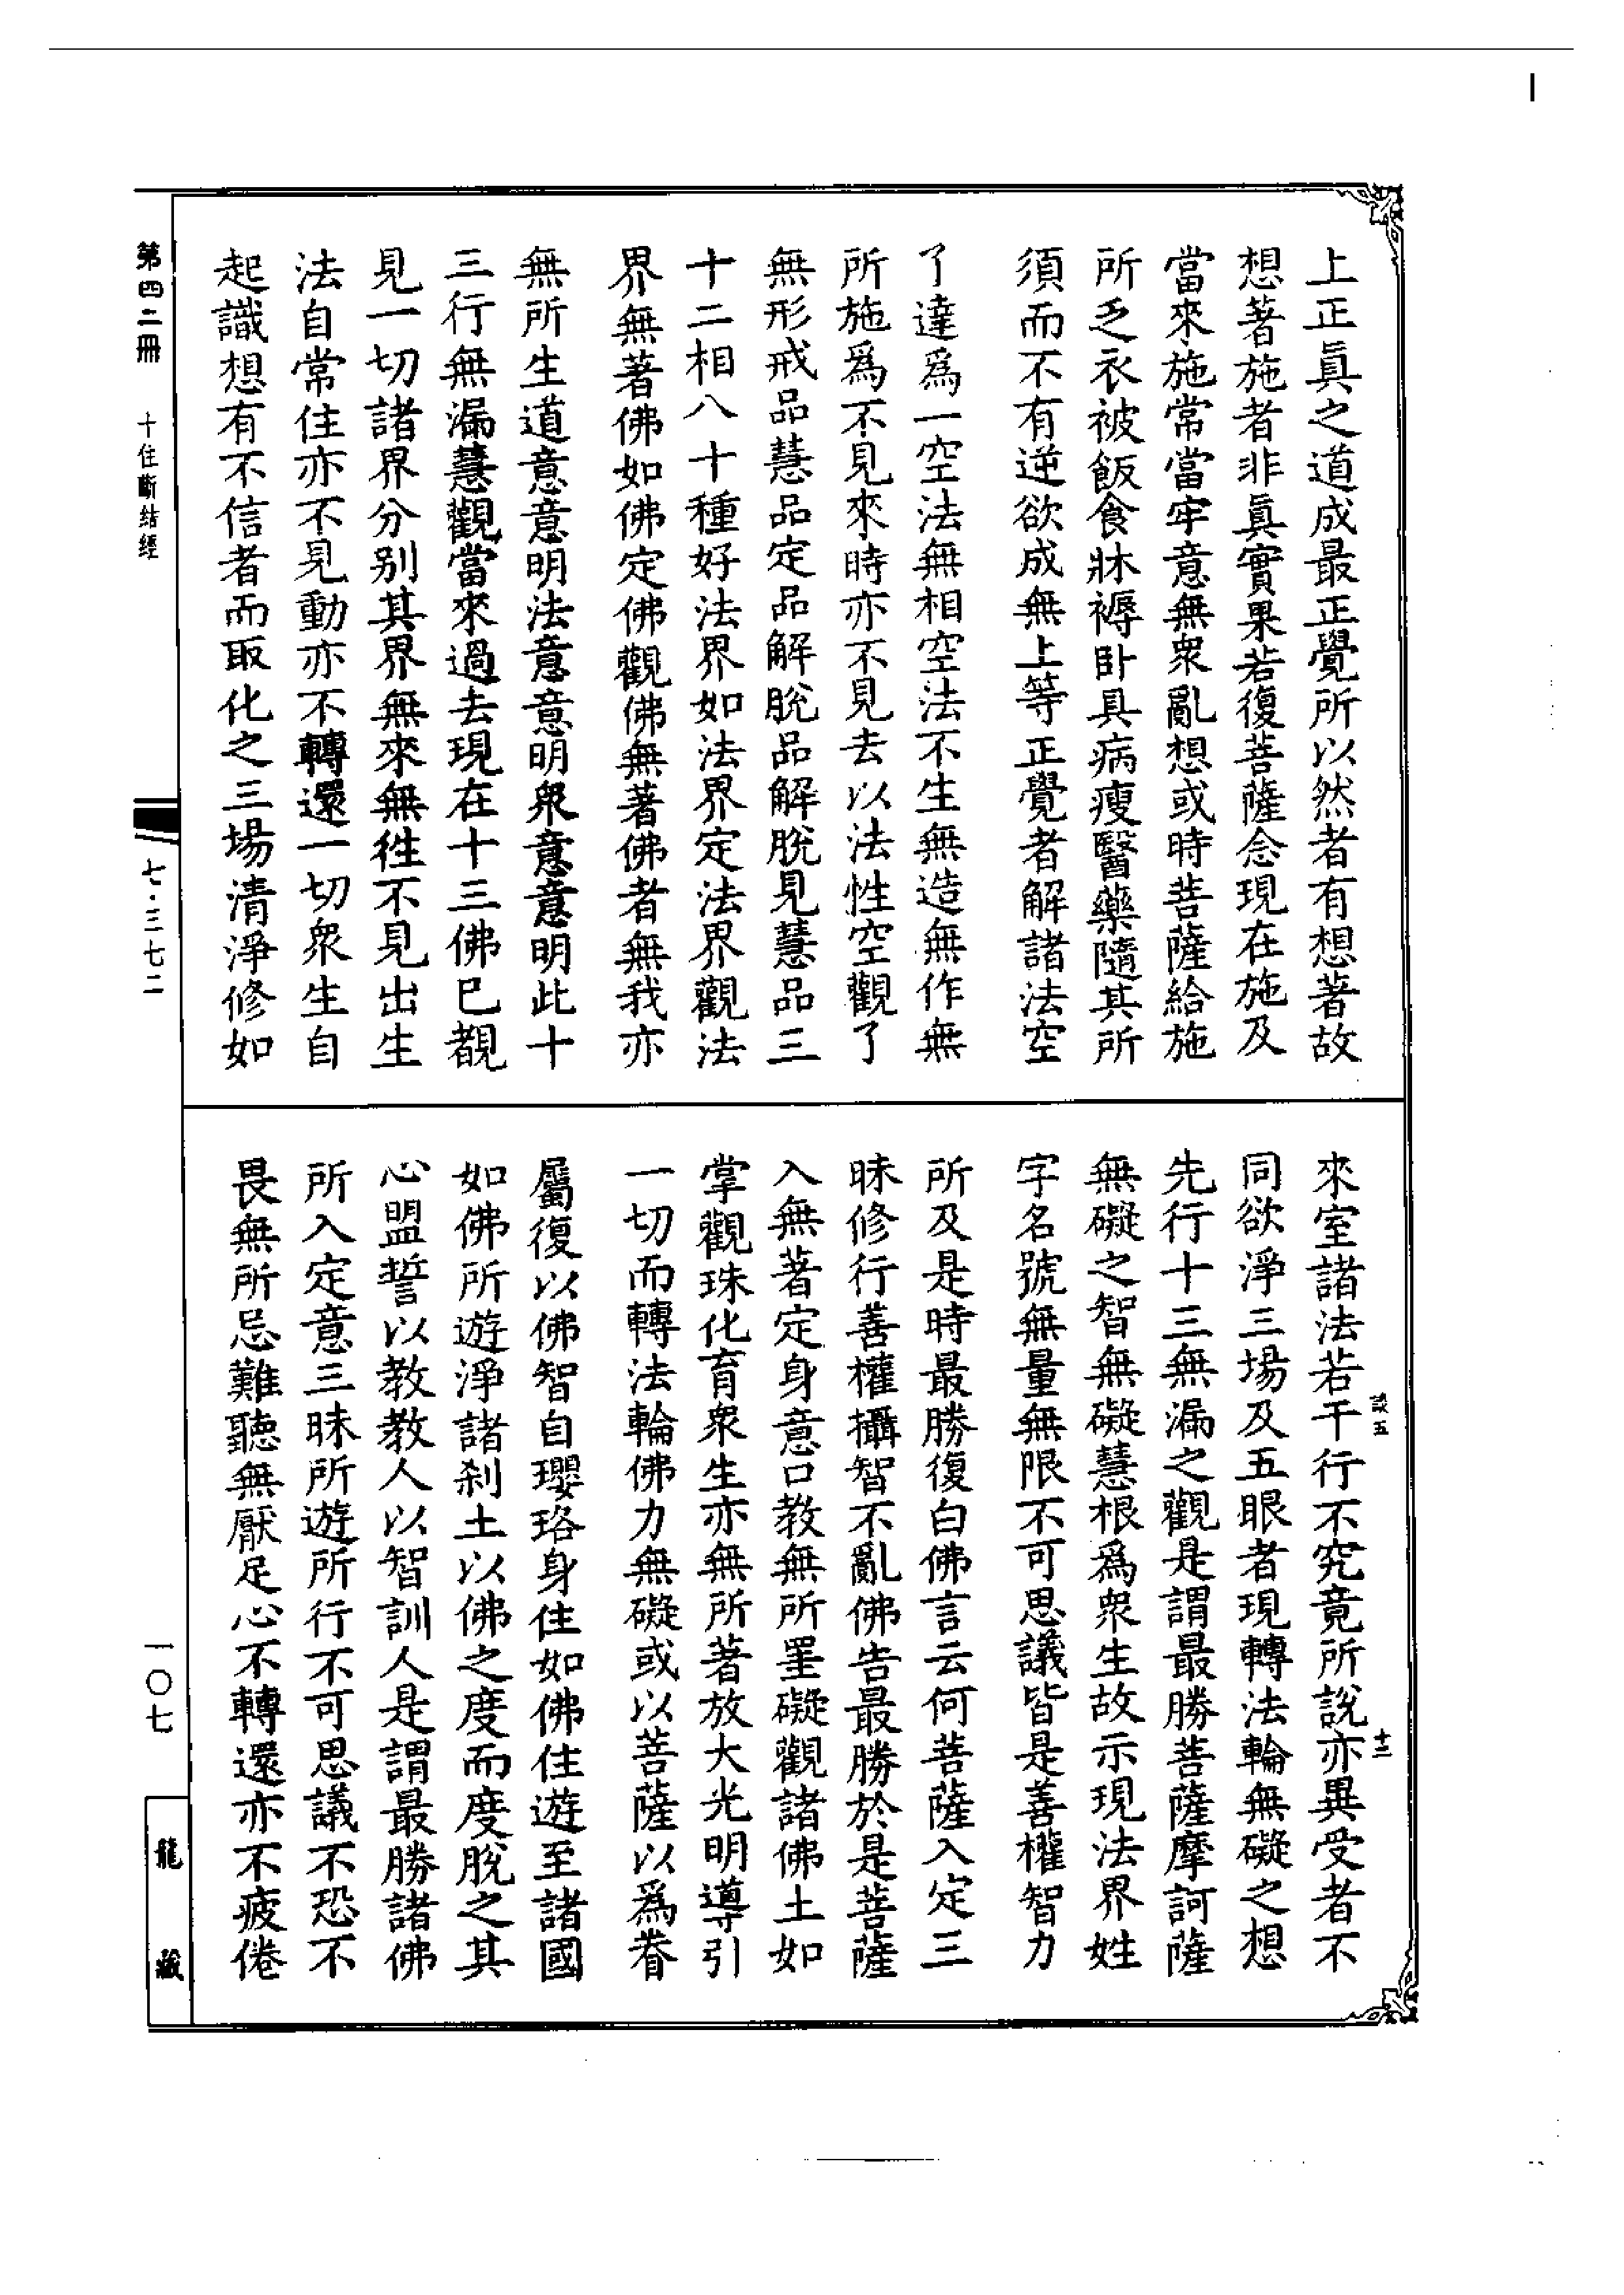 上正眞之道成最正覺所以然者有想著故
想著施者非眞實果若復菩薩念現在施及
當來施常當牢意無衆亂想或時菩薩給施
所乏衣被飯食牀褥卧具病瘦醫藥隨其所
須而不有逆欲成無上等正覺者解諸法空
了達爲一空法無相空法不生無造無作無
所施爲不見來時亦不見去以法性空觀了
無形戒品慧品定品解脫品解脫見慧品三
十二相八十種好法界如法界定法界觀法
界無著佛如佛定佛觀佛無著佛者無我亦
無所生道意意明法意意明衆意意明此十
三行無漏慧觀當來過去現在十三佛已覩
見一切諸界分别其界無來無徃不見出生
法自常住亦不見動亦不轉還一切衆生自
起識想有不信者而取化之三場清淨修如
來室諸法若干行不究竟所說亦異受者不
同欲淨三場及五眼者現轉法輪無礙之想
先行十三無漏之觀是謂最勝菩薩摩訶薩
無礙之智無礙慧根爲衆生故示現法界姓
字名號無量無限不可思議皆是善權智力
所及是時最勝復白佛言云何菩薩入定三
昧修行善權攝智不亂佛告最勝於是菩薩
入無著定身意口教無所罣礙觀諸佛土如
掌觀珠化育衆生亦無所著放大光明導引
一切而轉法輪佛力無礙或以菩薩以爲眷
屬復以佛智自瓔珞身住如佛住遊至諸國
如佛所遊淨諸刹土以佛之度而度脫之其
心盟誓以教教人以智訓人是謂最勝諸佛
所入定意三昧所遊所行不可思議不恐不
畏無所忌難聽無厭足心不轉還亦不疲倦
談五
十二
第四二冊 十住斷结經
七·三七二
一〇七
龍藏